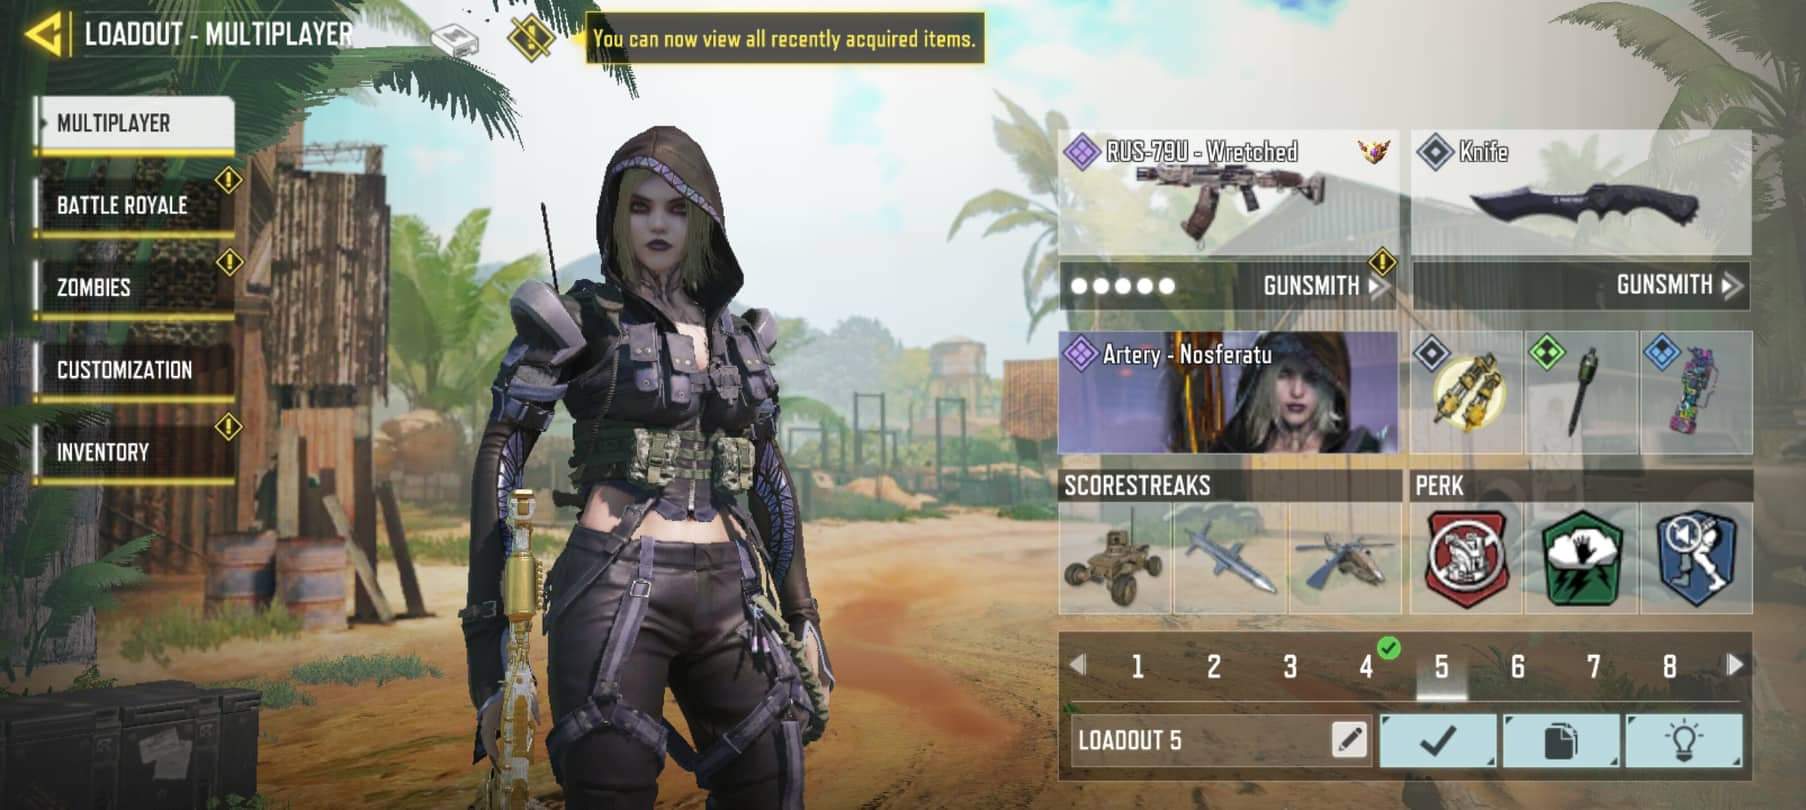 LOADOUT - MULTIPLAYER
You can now view all recently acquired items.
MULTIPLAYER
BATTLE ROYALE
ZOMBIES
CUSTOMIZATION
INVENTORY
RUS-79U - Wretched
Knife
GUNSMITH
GUNSMITH
Artery - Nosferatu
SCORESTREAKS
PERK
1 2 3 4 5 6 7 8
LOADOUT 5